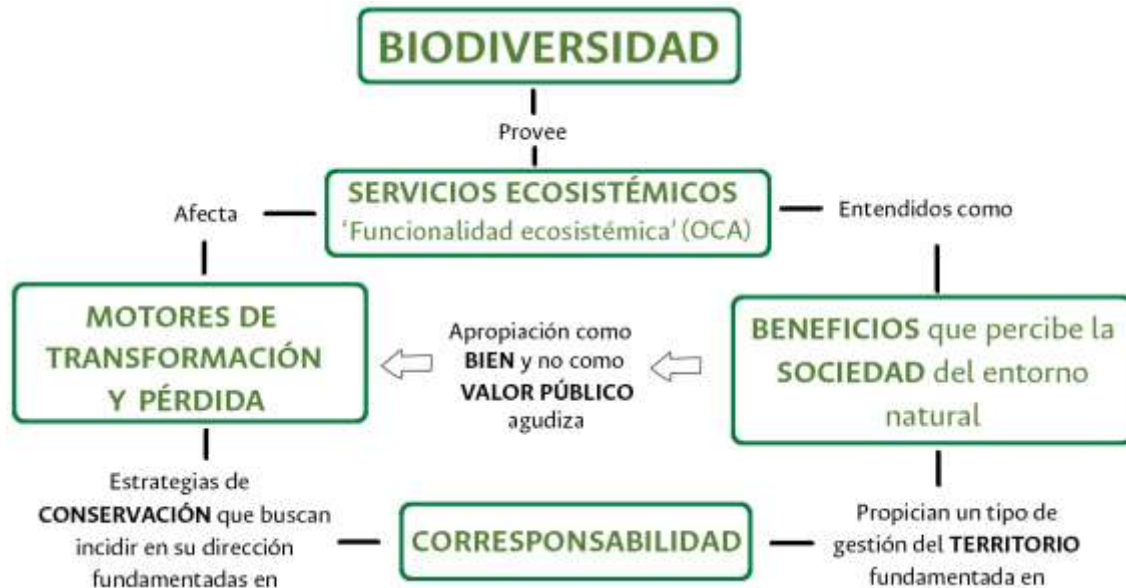 BIODIVERSIDAD
Provee
SERVICIOS ECOSISTÉMICOS
'Funcionalidad ecosistémica' (OCA)
Afecta
Entendidos como
MOTORES DE
TRANSFORMACIÓN
Y PÉRDIDA
Apropiación como
BIEN y no como
VALOR PÚBLICO
agudiza
BENEFICIOS que percibe la
SOCIEDAD del entorno
natural
Estrategias de
CONSERVACIÓN que buscan
incidir en su dirección
fundamentadas en
CORRESPONSABILIDAD
Propician un tipo de
gestión del TERRITORIO
fundamentada en